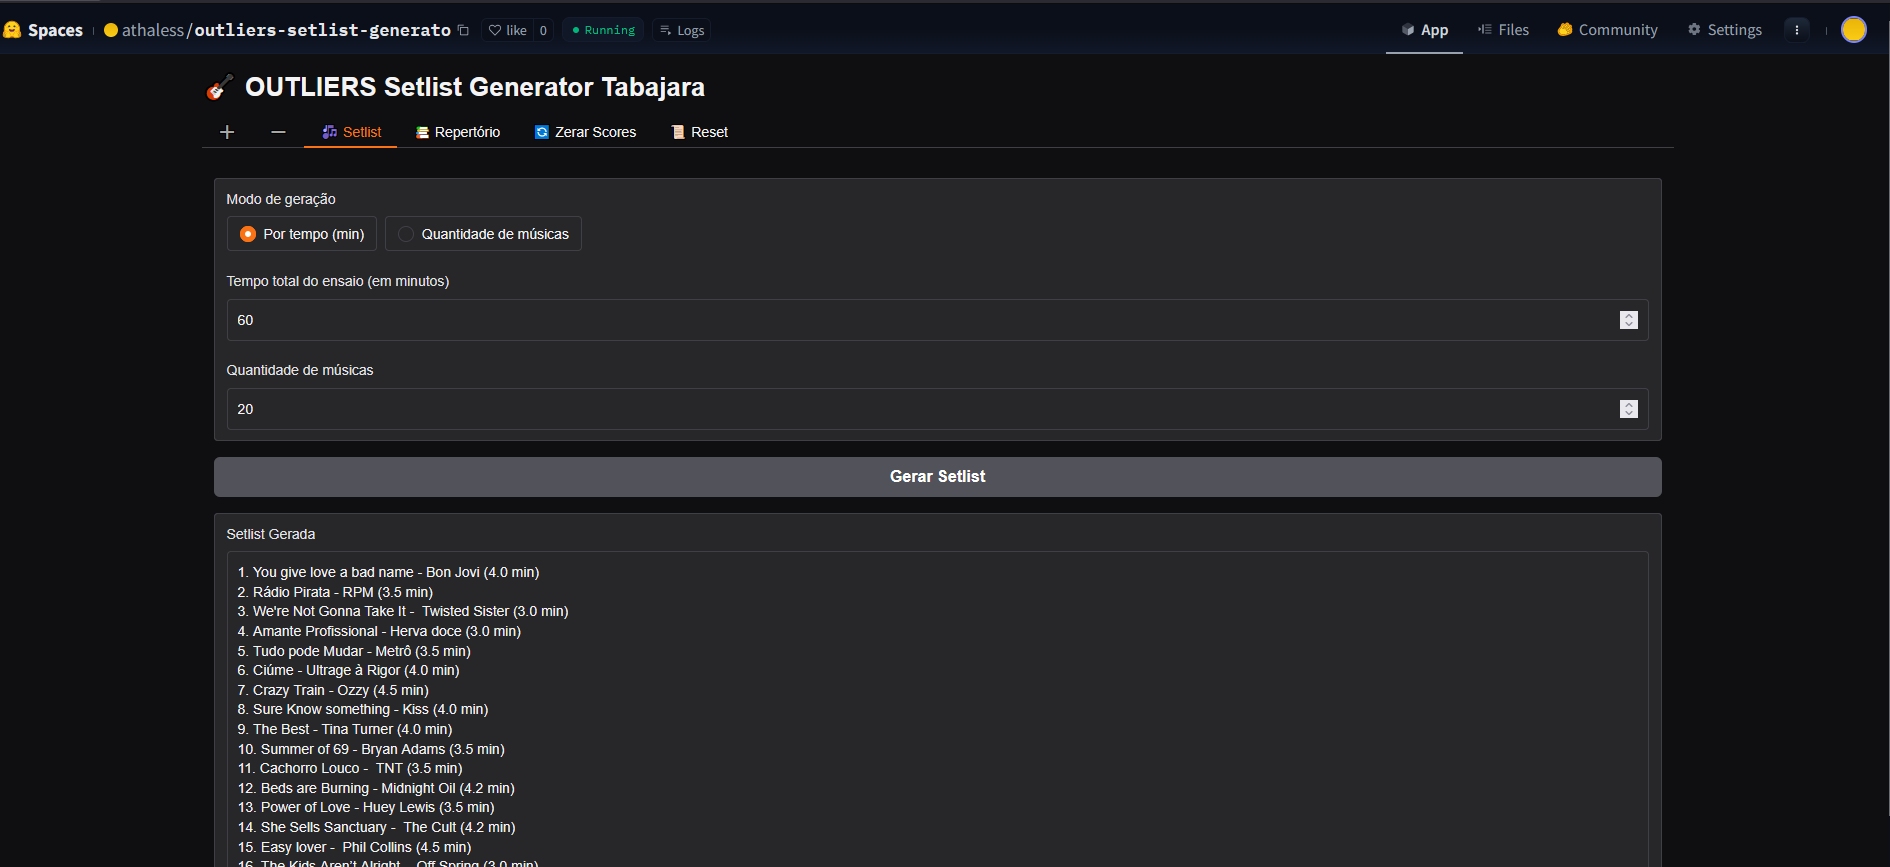 Spaces athaless/outliers-setlist-generato like 0 Running Logs App Files Community Settings
OUTLIERS Setlist Generator Tabajara
+ − Setlist Repertório Zerar Scores Reset
Modo de geração
Por tempo (min) Quantidade de músicas
Tempo total do ensaio (em minutos)
60
Quantidade de músicas
20
Gerar Setlist
Setlist Gerada
1. You give love a bad name - Bon Jovi (4.0 min)
2. Rádio Pirata - RPM (3.5 min)
3. We're Not Gonna Take It -  Twisted Sister (3.0 min)
4. Amante Profissional - Herva doce (3.0 min)
5. Tudo pode Mudar - Metrô (3.5 min)
6. Ciúme - Ultrage à Rigor (4.0 min)
7. Crazy Train - Ozzy (4.5 min)
8. Sure Know something - Kiss (4.0 min)
9. The Best - Tina Turner (4.0 min)
10. Summer of 69 - Bryan Adams (3.5 min)
11. Cachorro Louco -  TNT (3.5 min)
12. Beds are Burning - Midnight Oil (4.2 min)
13. Power of Love - Huey Lewis (3.5 min)
14. She Sells Sanctuary -  The Cult (4.2 min)
15. Easy lover -  Phil Collins (4.5 min)
16. The Kids Aren't Alright -  Off Spring (3.0 min)